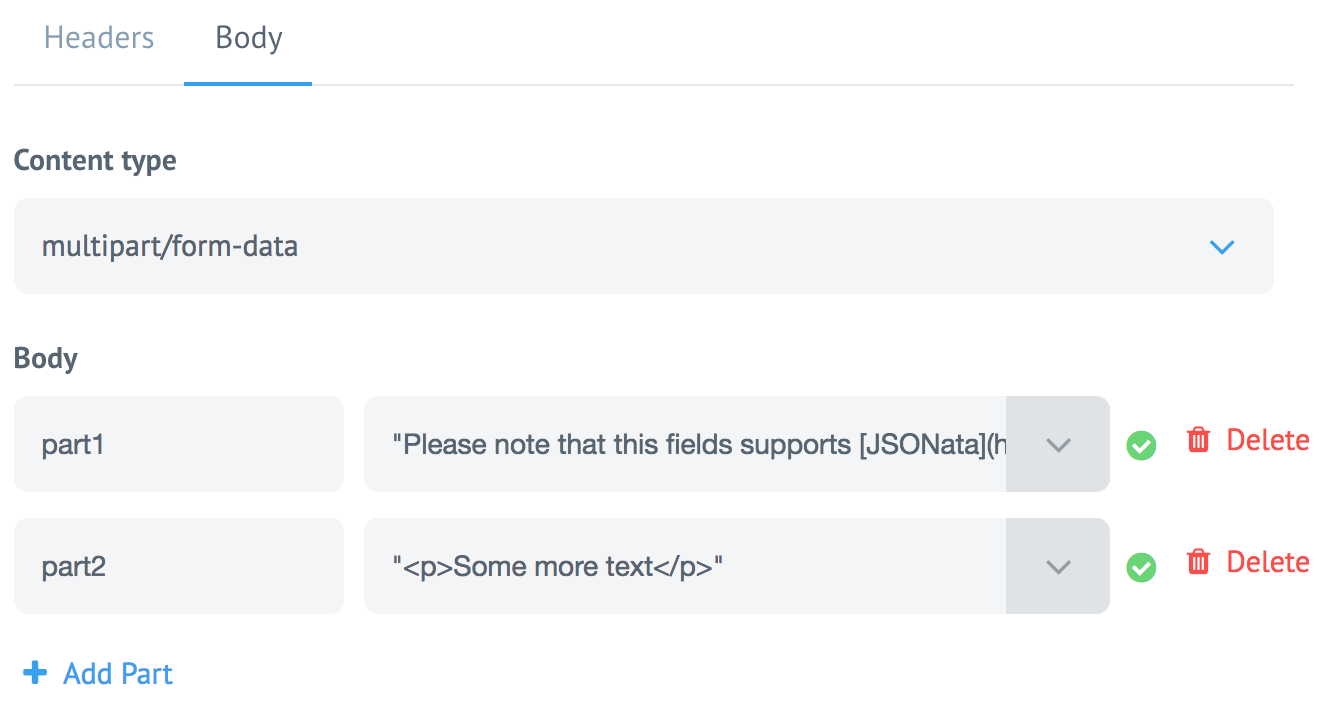 Headers Body
Content type
multipart/form-data
Body
part1 "Please note that this fields supports [JSONata](h Delete
part2 "<p>Some more text</p>" Delete
Add Part